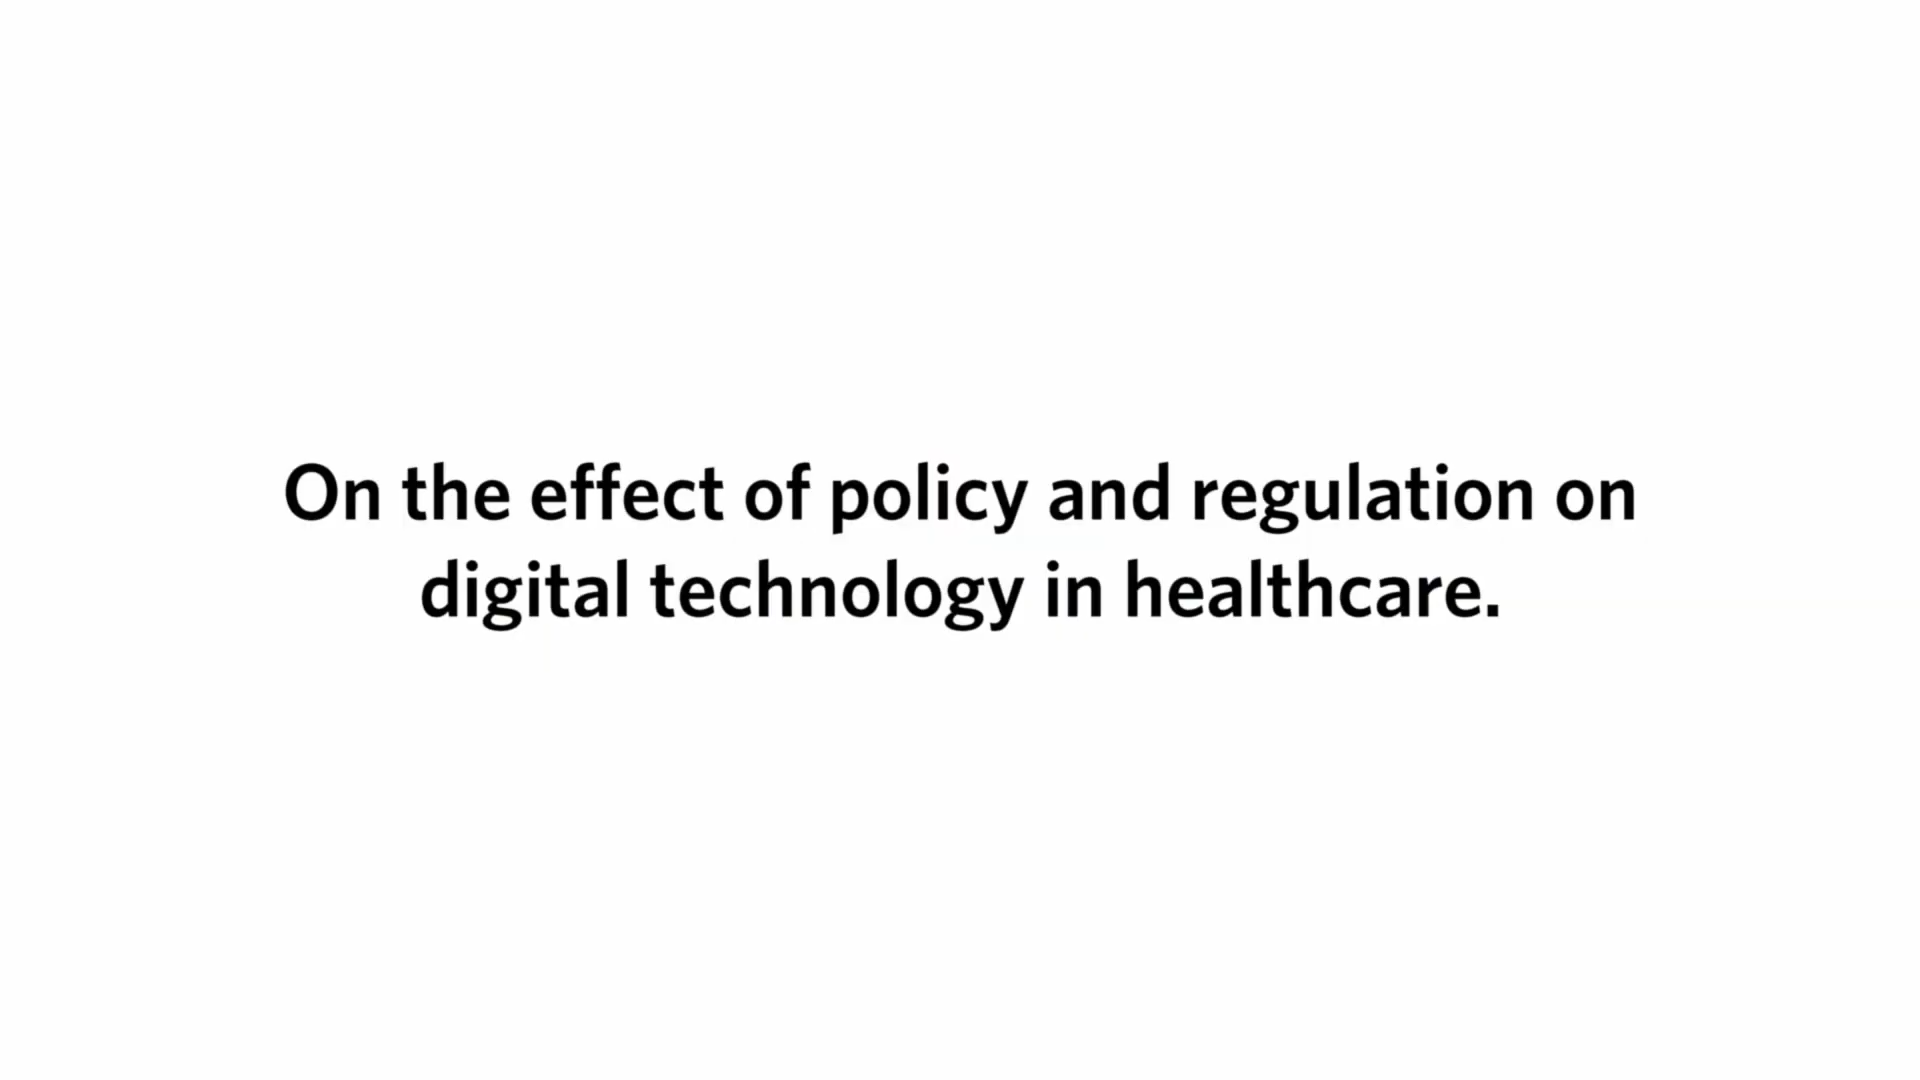 On the effect of policy and regulation on
digital technology in healthcare.